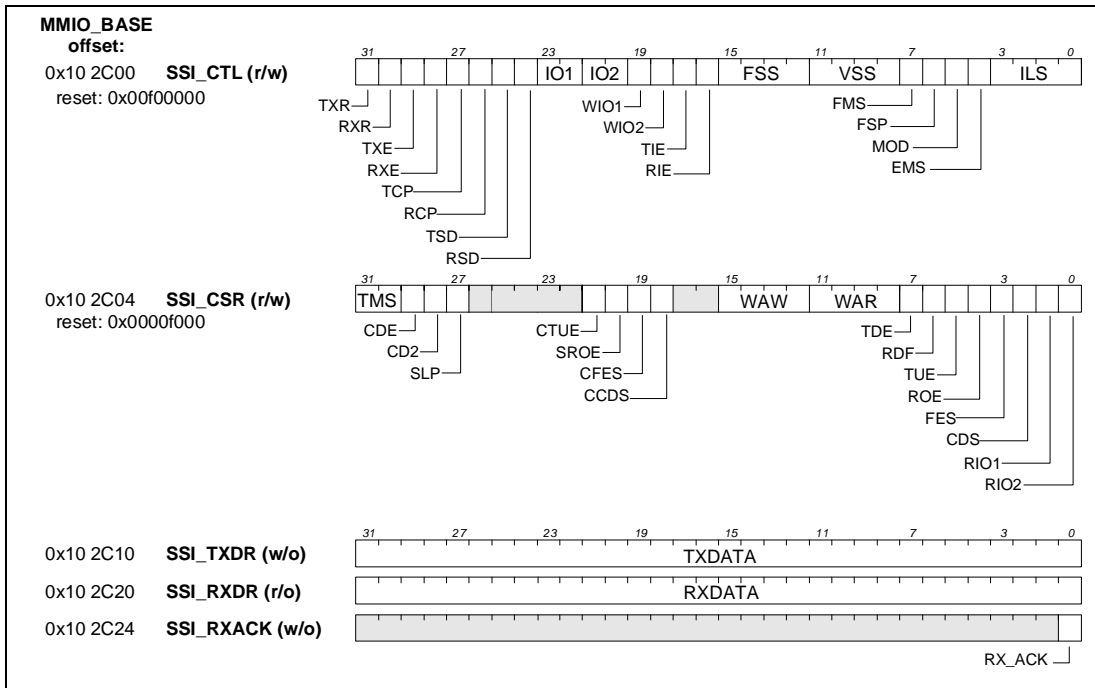 MMIO_BASE
offset:
31 27 23 19 15 11 7 3 0
0x10 2C00 SSI_CTL (r/w) IO1 IO2 FSS VSS ILS
reset: 0x00f00000
TXR WIO1 FMS
RXR WIO2 FSP
TXE TIE MOD
RXE RIE EMS
TCP
RCP
TSD
RSD
31 27 23 19 15 11 7 3 0
0x10 2C04 SSI_CSR (r/w) TMS WAW WAR
reset: 0x0000f000
CDE CTUE TDE
CD2 SROE RDF
SLP CFES TUE
CCDS ROE
FES
CDS
RIO1
RIO2
31 27 23 19 15 11 7 3 0
0x10 2C10 SSI_TXDR (w/o) TXDATA
0x10 2C20 SSI_RXDR (r/o) RXDATA
0x10 2C24 SSI_RXACK (w/o)
RX_ACK